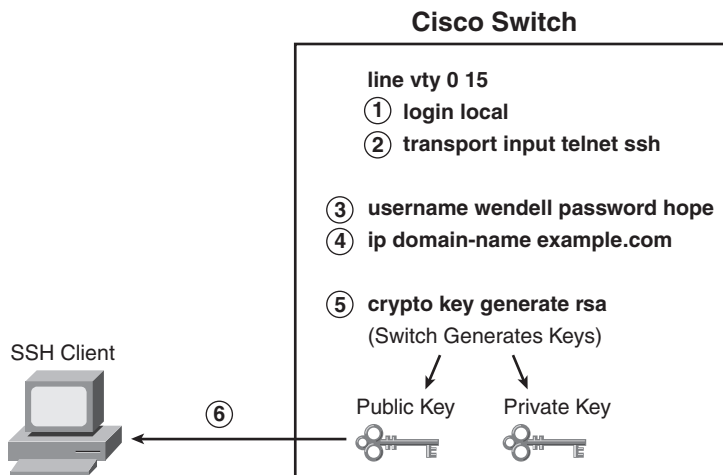 Cisco Switch
line vty 0 15
1 login local
2 transport input telnet ssh
3 username wendell password hope
4 ip domain-name example.com
5 crypto key generate rsa
(Switch Generates Keys)
SSH Client
6
Public Key
Private Key